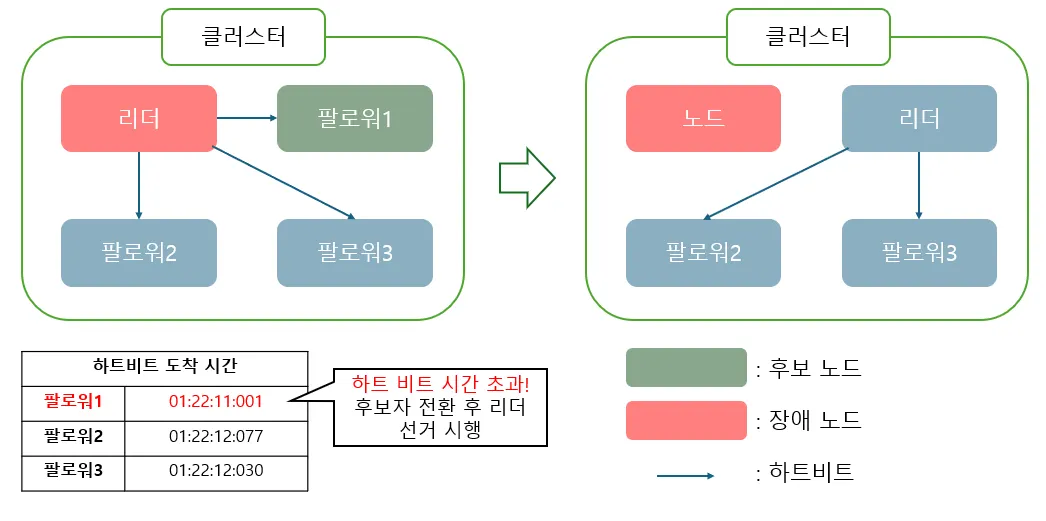 클러스터
리더
팔로워1
팔로워2
팔로워3
클러스터
노드
리더
팔로워2
팔로워3
하트비트 도착 시간
팔로워1 01:22:11:001
팔로워2 01:22:12:077
팔로워3 01:22:12:030
하트 비트 시간 초과!
후보자 전환 후 리더
선거 시행
: 후보 노드
: 장애 노드
: 하트비트